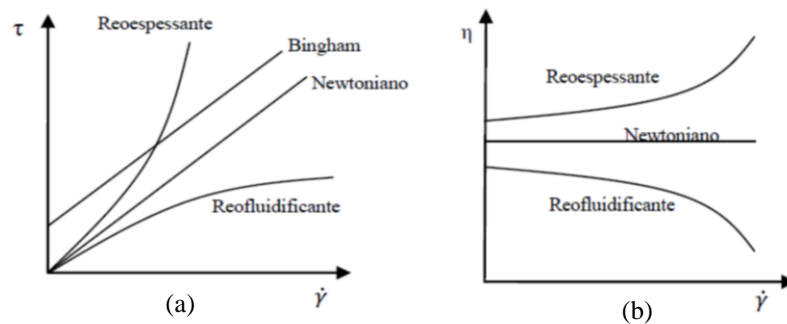 τ
Reoespessante
Bingham
Newtoniano
Reofluidificante
γ̇
(a)
η
Reoespessante
Newtoniano
Reofluidificante
γ̇
(b)